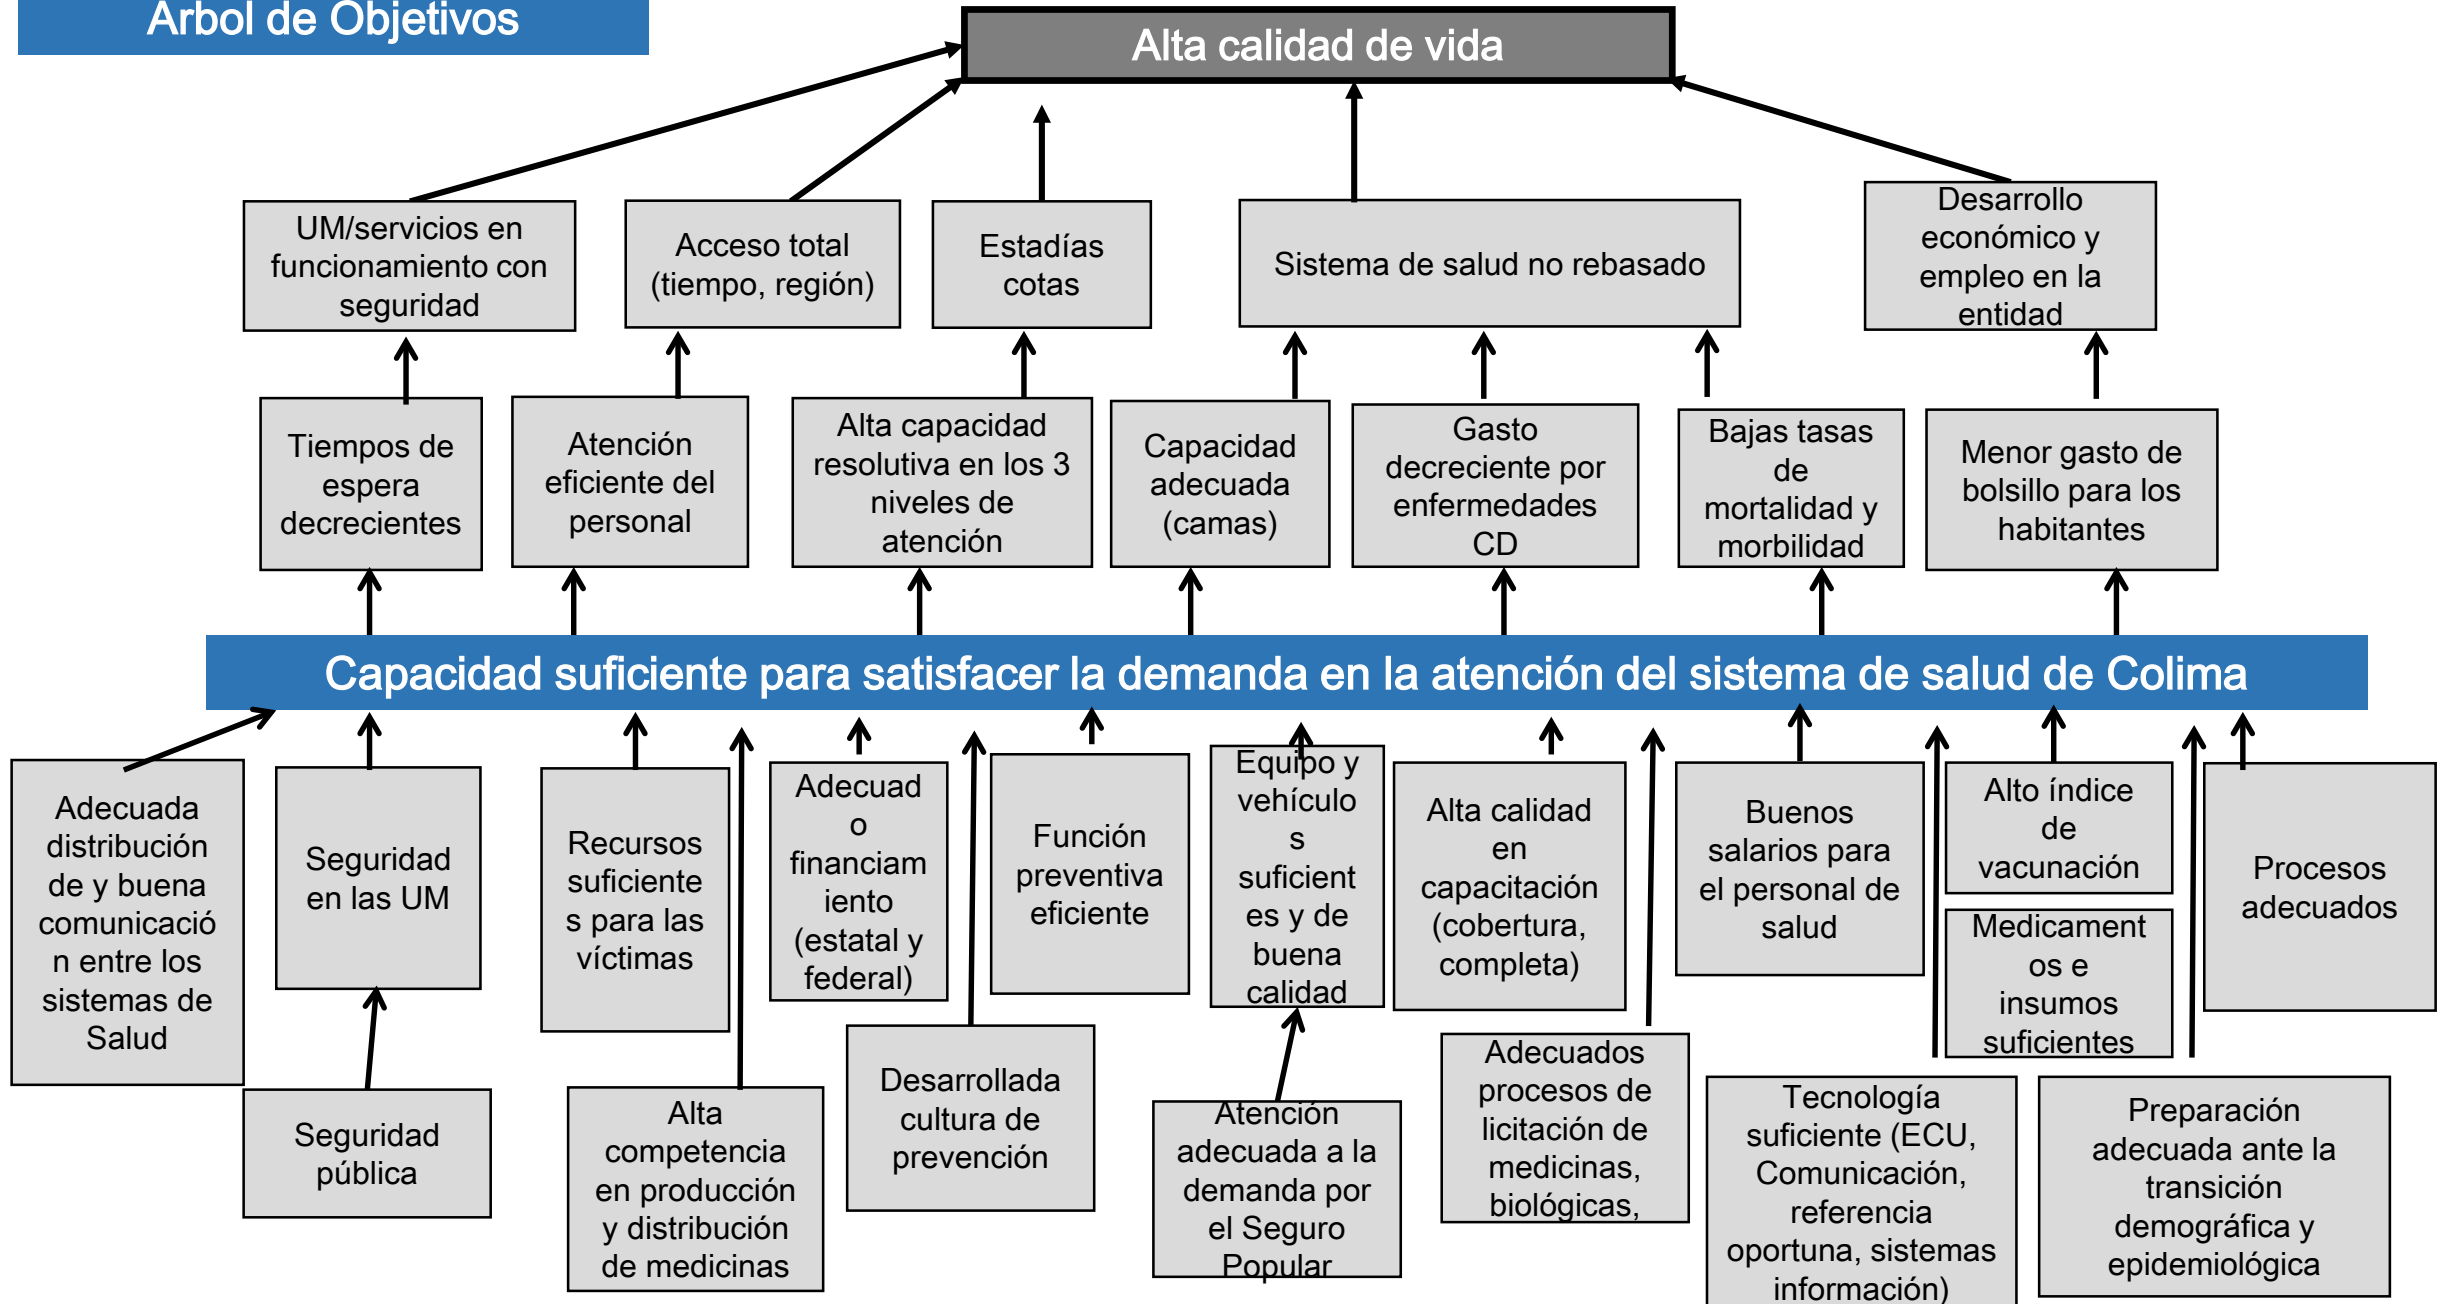 Arbol de Objetivos
Alta calidad de vida
UM/servicios en
funcionamiento con
seguridad
Acceso total
(tiempo, región)
Estadías
cotas
Sistema de salud no rebasado
Desarrollo
económico y
empleo en la
entidad
Tiempos de
espera
decrecientes
Atención
eficiente del
personal
Alta capacidad
resolutiva en los 3
niveles de
atención
Capacidad
adecuada
(camas)
Gasto
decreciente por
enfermedades
CD
Bajas tasas
de
mortalidad y
morbilidad
Menor gasto de
bolsillo para los
habitantes
Capacidad suficiente para satisfacer la demanda en la atención del sistema de salud de Colima
Adecuada
distribución
de y buena
comunicació
n entre los
sistemas de
Salud
Seguridad
en las UM
Recursos
suficiente
s para las
víctimas
Adecuad
o
financiam
iento
(estatal y
federal)
Función
preventiva
eficiente
Equipo y
vehículo
s
suficient
es y de
buena
calidad
Alta calidad
en
capacitación
(cobertura,
completa)
Buenos
salarios para
el personal de
salud
Alto índice
de
vacunación
Medicament
os e
insumos
suficientes
Procesos
adecuados
Seguridad
pública
Alta
competencia
en producción
y distribución
de medicinas
Desarrollada
cultura de
prevención
Atención
adecuada a la
demanda por
el Seguro
Popular
Adecuados
procesos de
licitación de
medicinas,
biológicas,
Tecnología
suficiente (ECU,
Comunicación,
referencia
oportuna, sistemas
información)
Preparación
adecuada ante la
transición
demográfica y
epidemiológica